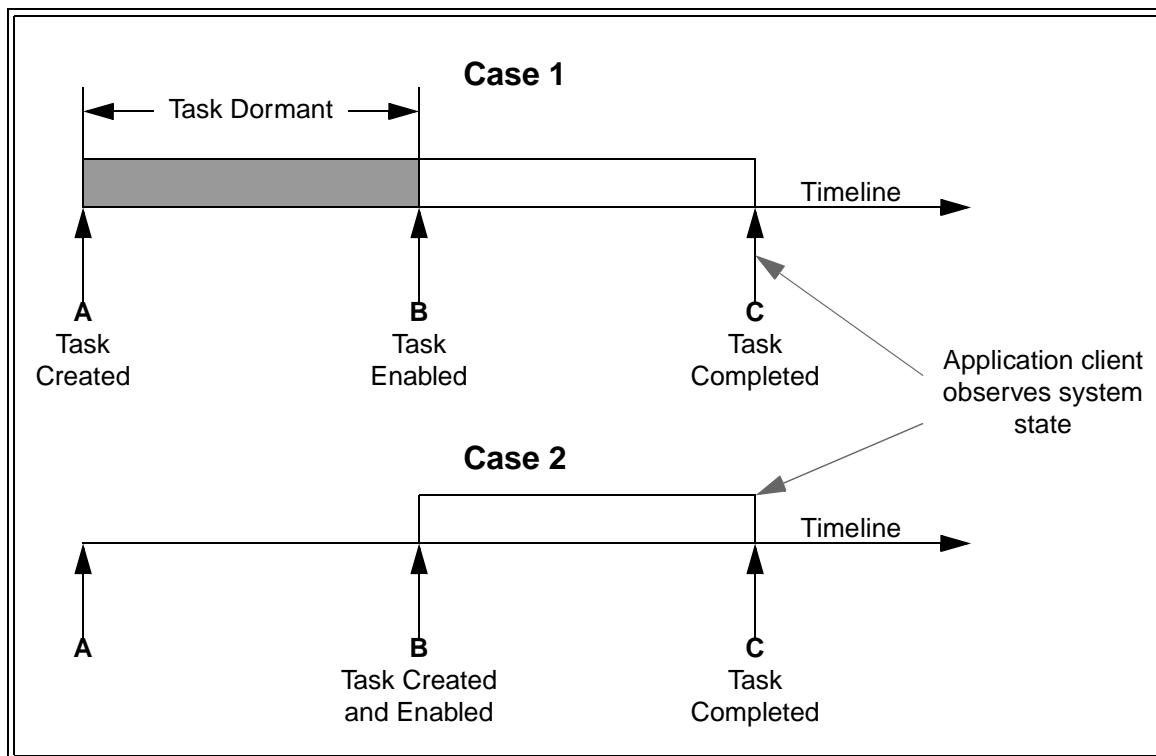 Case 1
Task Dormant
Timeline
A
Task
Created
B
Task
Enabled
C
Task
Completed
Application client
observes system
state
Case 2
Timeline
A
B
Task Created
and Enabled
C
Task
Completed